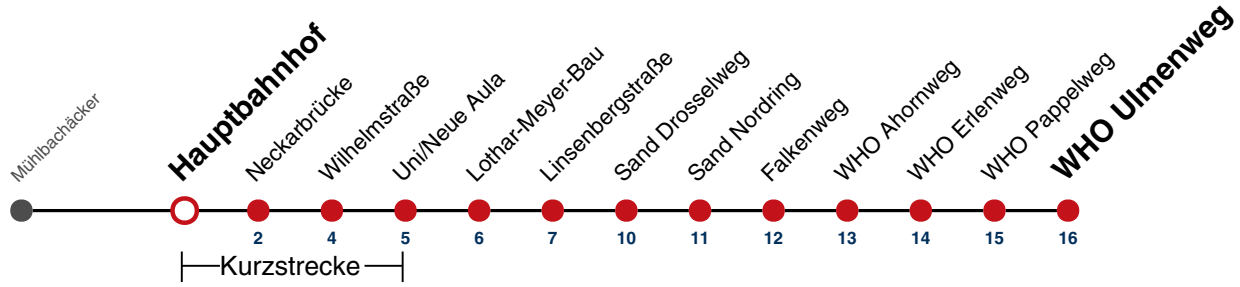 Mühlbachäcker
Hauptbahnhof
Neckarbrücke
Wilhelmstraße
Uni/Neue Aula
Lothar-Meyer-Bau
Linsenbergstraße
Sand Drosselweg
Sand Nordring
Falkenweg
WHO Ahornweg
WHO Erlenweg
WHO Pappelweg
WHO Ulmenweg
2 4 5 6 7 10 11 12 13 14 15 16
Kurzstrecke